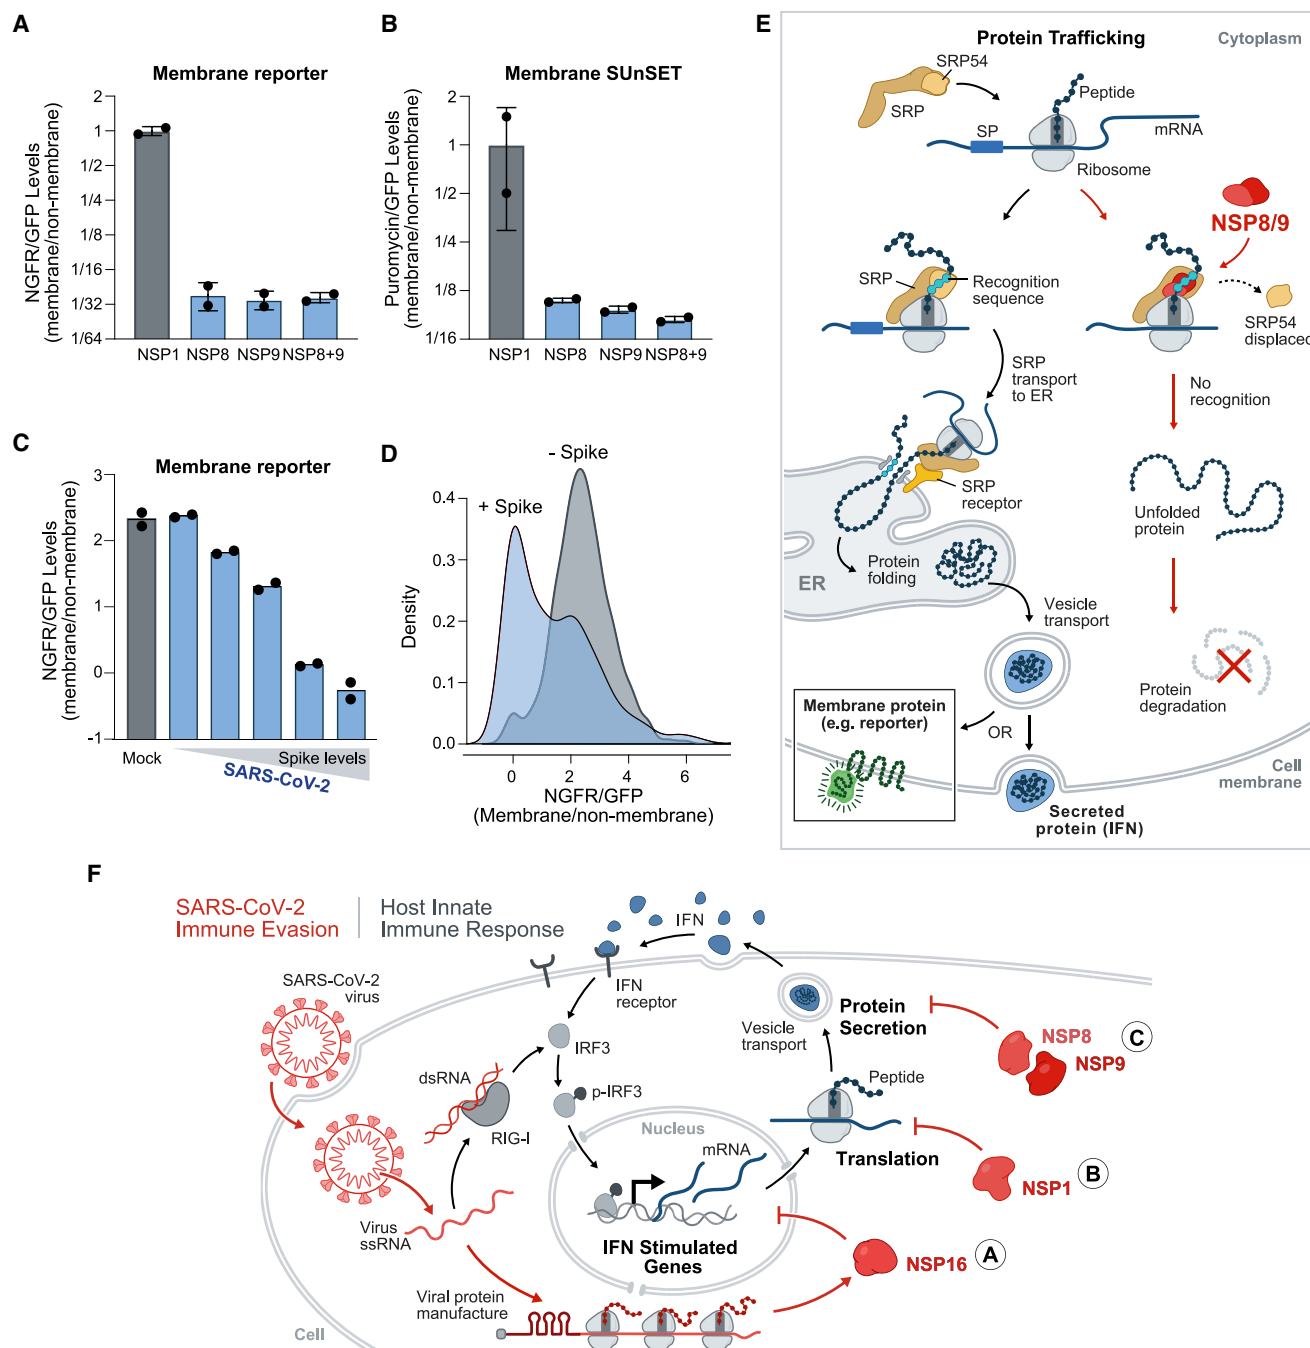 A
Membrane reporter
NGFR/GFP Levels
(membrane/non-membrane)
2
1
1/2
1/4
1/8
1/16
1/32
1/64
NSP1
NSP8
NSP9
NSP8+9
B
Membrane SUnSET
Puromycin/GFP Levels
(membrane/non-membrane)
2
1
1/2
1/4
1/8
1/16
NSP1
NSP8
NSP9
NSP8+9
C
Membrane reporter
NGFR/GFP Levels
(membrane/non-membrane)
3
2
1
0
-1
Mock
Spike levels
SARS-CoV-2
D
- Spike
+ Spike
Density
0.4
0.3
0.2
0.1
0.0
0
2
4
6
NGFR/GFP
(Membrane/non-membrane)
E
Protein Trafficking
Cytoplasm
SRP54
SRP
Peptide
SP
mRNA
Ribosome
NSP8/9
SRP
Recognition
sequence
SRP54
displaced
SRP
transport
to ER
No
recognition
SRP
receptor
Unfolded
protein
ER
Protein
folding
Vesicle
transport
Protein
degradation
Membrane protein
(e.g. reporter)
OR
Cell
membrane
Secreted
protein (IFN)
F
SARS-CoV-2
Immune Evasion
Host Innate
Immune Response
IFN
SARS-CoV-2
virus
IFN
receptor
Vesicle
transport
Protein
Secretion
NSP8
NSP9
C
IRF3
dsRNA
p-IRF3
RIG-I
Peptide
Nucleus
mRNA
Translation
NSP1
B
Virus
ssRNA
IFN Stimulated
Genes
NSP16
A
Viral protein
manufacture
Cell